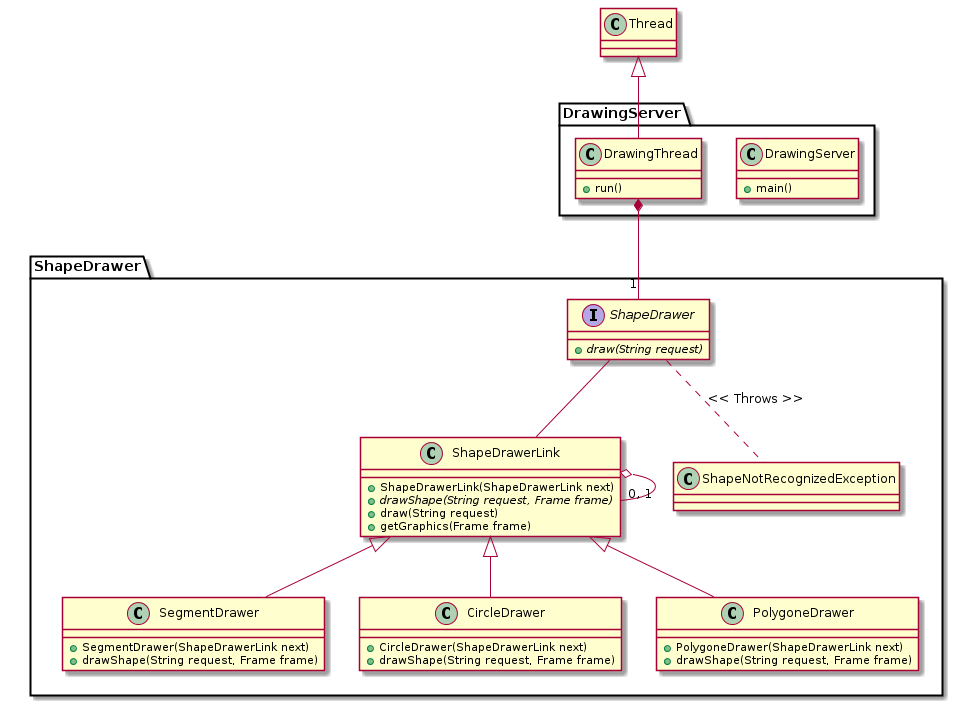 C Thread
DrawingServer
C DrawingThread
run()
C DrawingServer
main()
1
ShapeDrawer
I ShapeDrawer
draw(String request)
<< Throws >>
C ShapeDrawerLink
ShapeDrawerLink(ShapeDrawerLink next)
drawShape(String request, Frame frame)
draw(String request)
getGraphics(Frame frame)
0, 1
C ShapeNotRecognizedException
C SegmentDrawer
SegmentDrawer(ShapeDrawerLink next)
drawShape(String request, Frame frame)
C CircleDrawer
CircleDrawer(ShapeDrawerLink next)
drawShape(String request, Frame frame)
C PolygoneDrawer
PolygoneDrawer(ShapeDrawerLink next)
drawShape(String request, Frame frame)